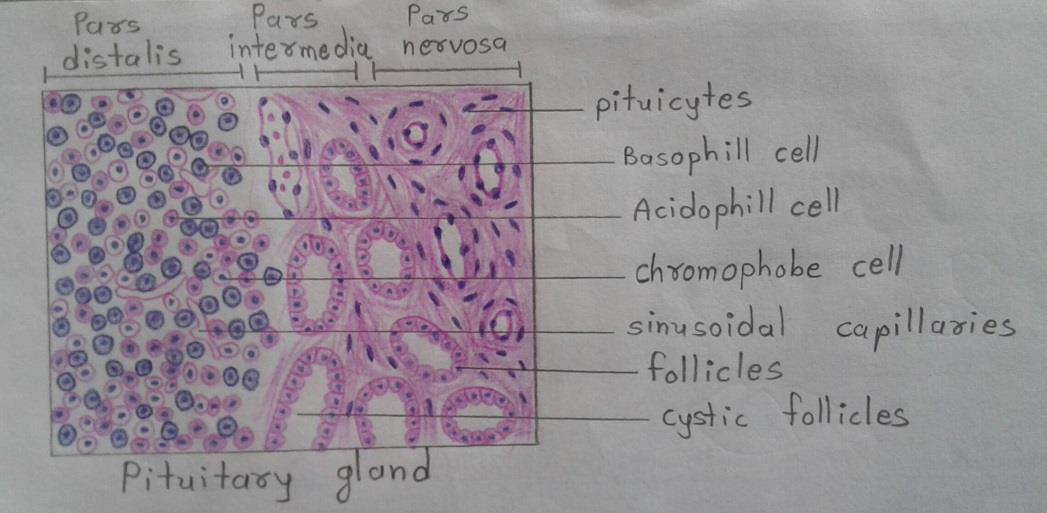 Pars
distalis
Pars
intermedia
Pars
nervosa
pituicytes
Basophill cell
Acidophill cell
chromophobe cell
sinusoidal capillaries
follicles
cystic follicles
Pituitary gland